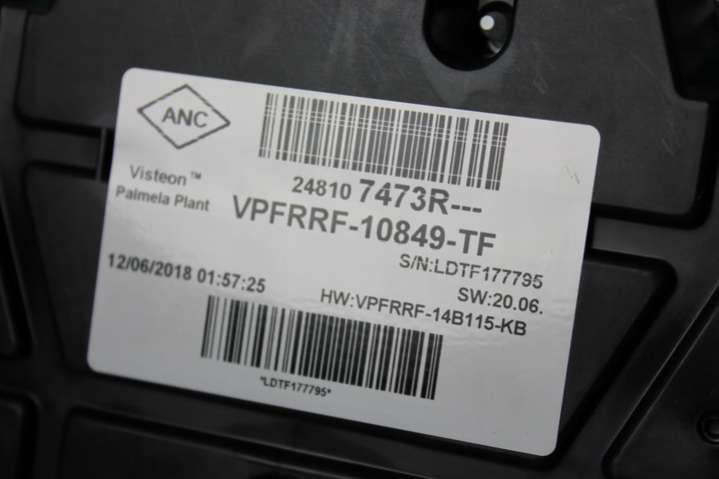 ANC
Visteon™
Palmela Plant
24810 7473R---
VPFRRF-10849-TF
S/N:LDTF177795
12/06/2018 01:57:25
SW:20.06.
HW:VPFRRF-14B115-KB
*LDTF177795*